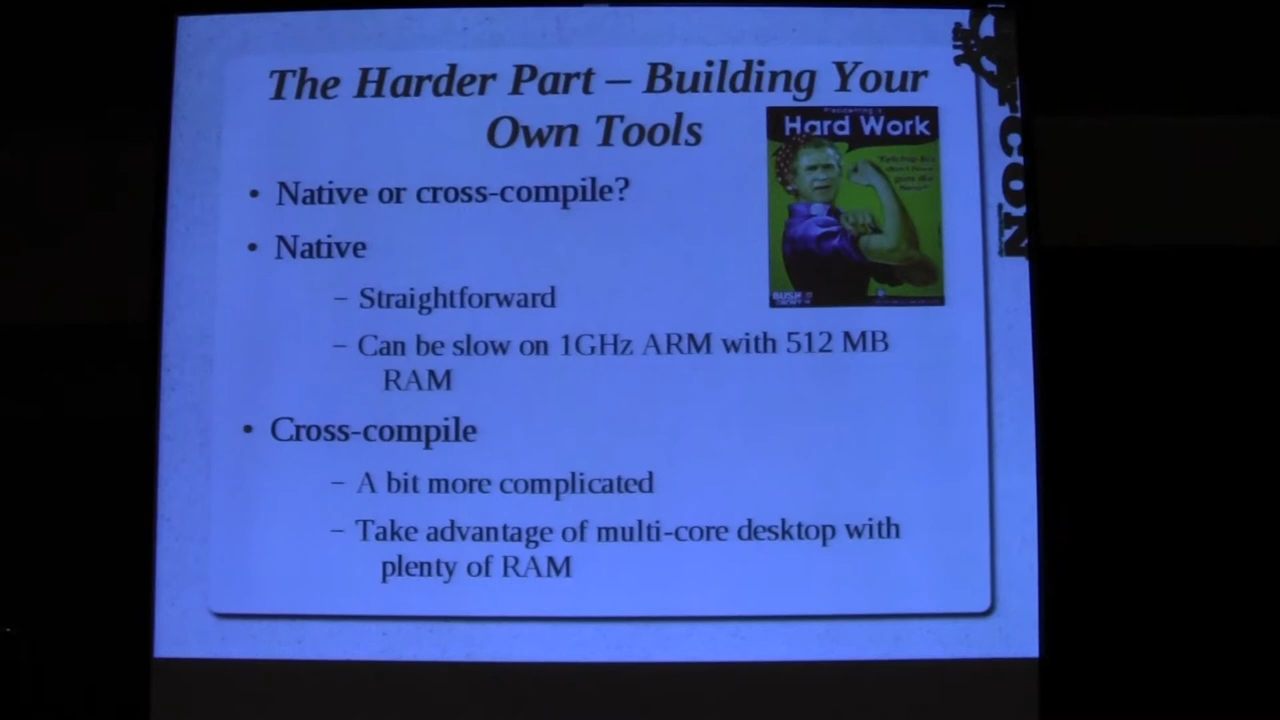 The Harder Part – Building Your
Own Tools
Hard Work
• Native or cross-compile?
• Native
– Straightforward
– Can be slow on 1GHz ARM with 512 MB
RAM
• Cross-compile
– A bit more complicated
– Take advantage of multi-core desktop with
plenty of RAM
BUSH
CON